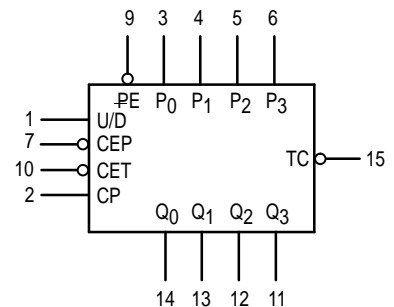 9 3 4 5 6
PE P0 P1 P2 P3
1 U/D
7 CEP
10 CET TC 15
2 CP
Q0 Q1 Q2 Q3
14 13 12 11